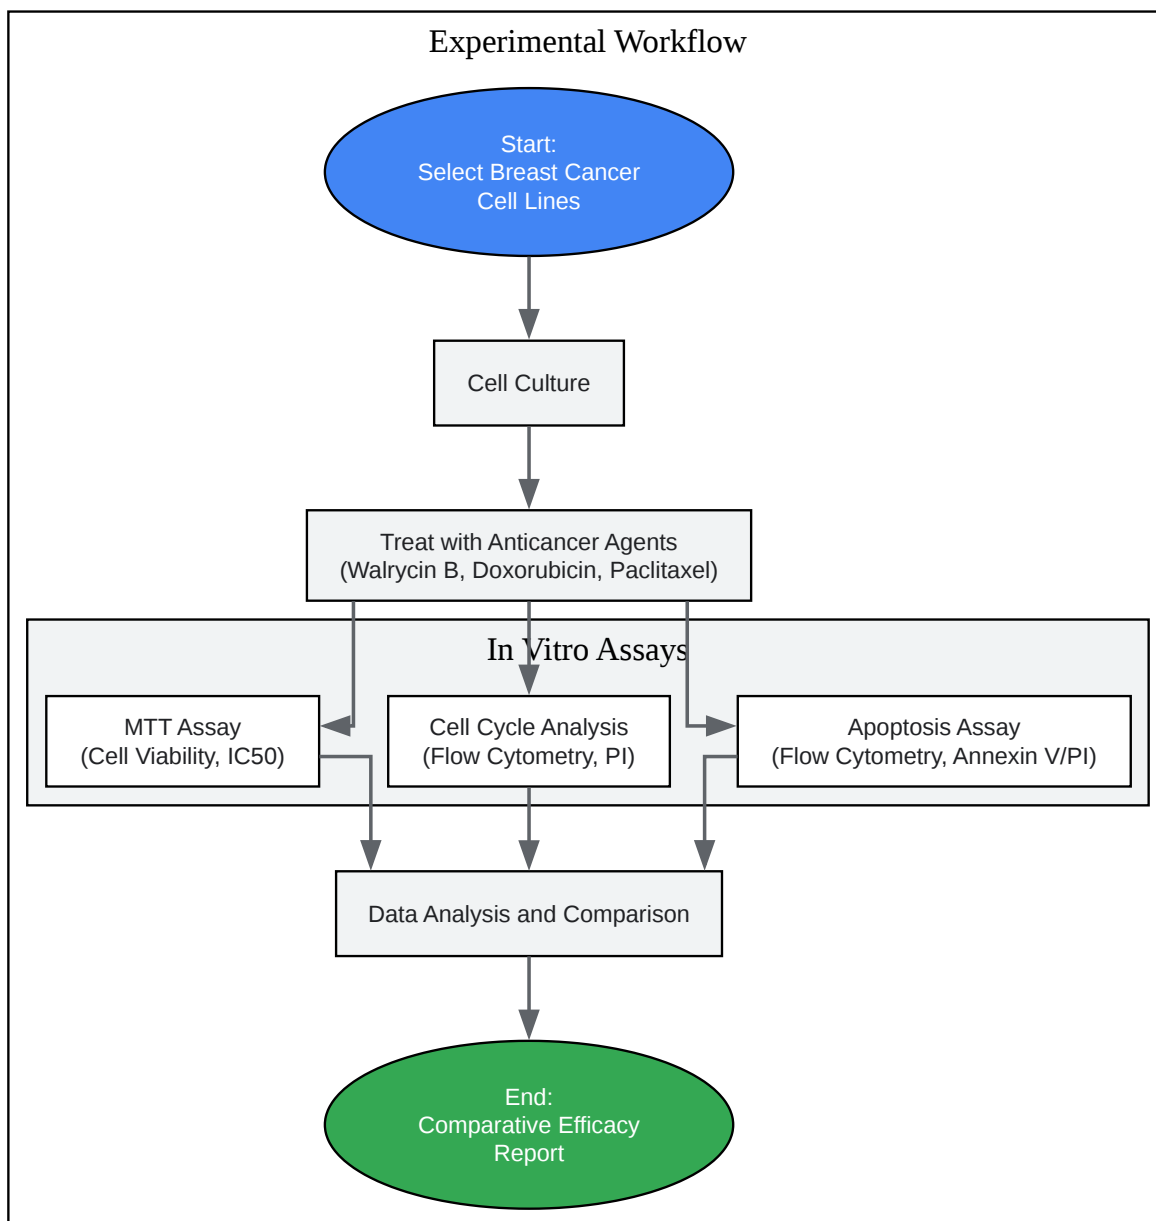 Experimental Workflow
Start:
Select Breast Cancer
Cell Lines
Cell Culture
Treat with Anticancer Agents
(Walrycin B, Doxorubicin, Paclitaxel)
In Vitro Assays
MTT Assay
(Cell Viability, IC50)
Cell Cycle Analysis
(Flow Cytometry, PI)
Apoptosis Assay
(Flow Cytometry, Annexin V/PI)
Data Analysis and Comparison
End:
Comparative Efficacy
Report